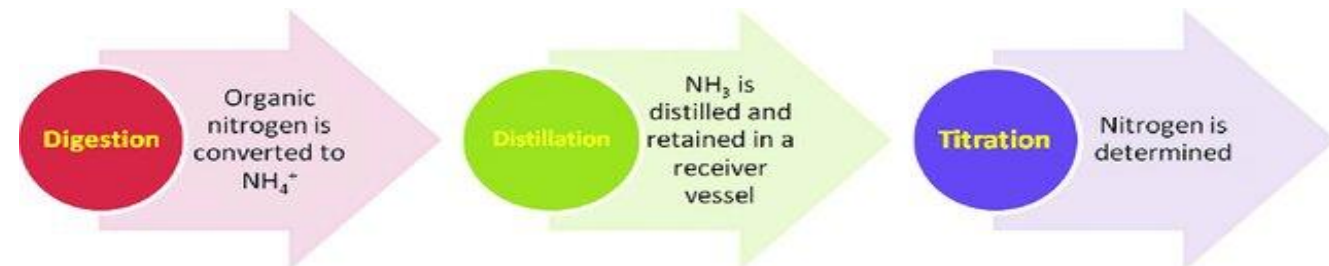 Digestion
Organic
nitrogen is
converted to
NH₄⁺
Distillation
NH₃ is
distilled and
retained in a
receiver
vessel
Titration
Nitrogen is
determined